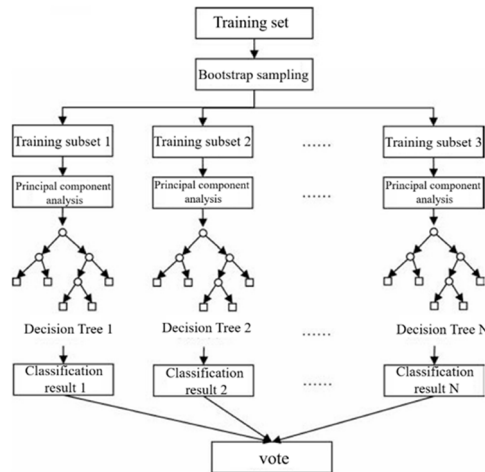 Training set
Bootstrap sampling
Training subset 1
Training subset 2
......
Training subset 3
Principal component
analysis
Principal component
analysis
......
Principal component
analysis
Decision Tree 1
Decision Tree 2
......
Decision Tree N
Classification
result 1
Classification
result 2
......
Classification
result N
vote